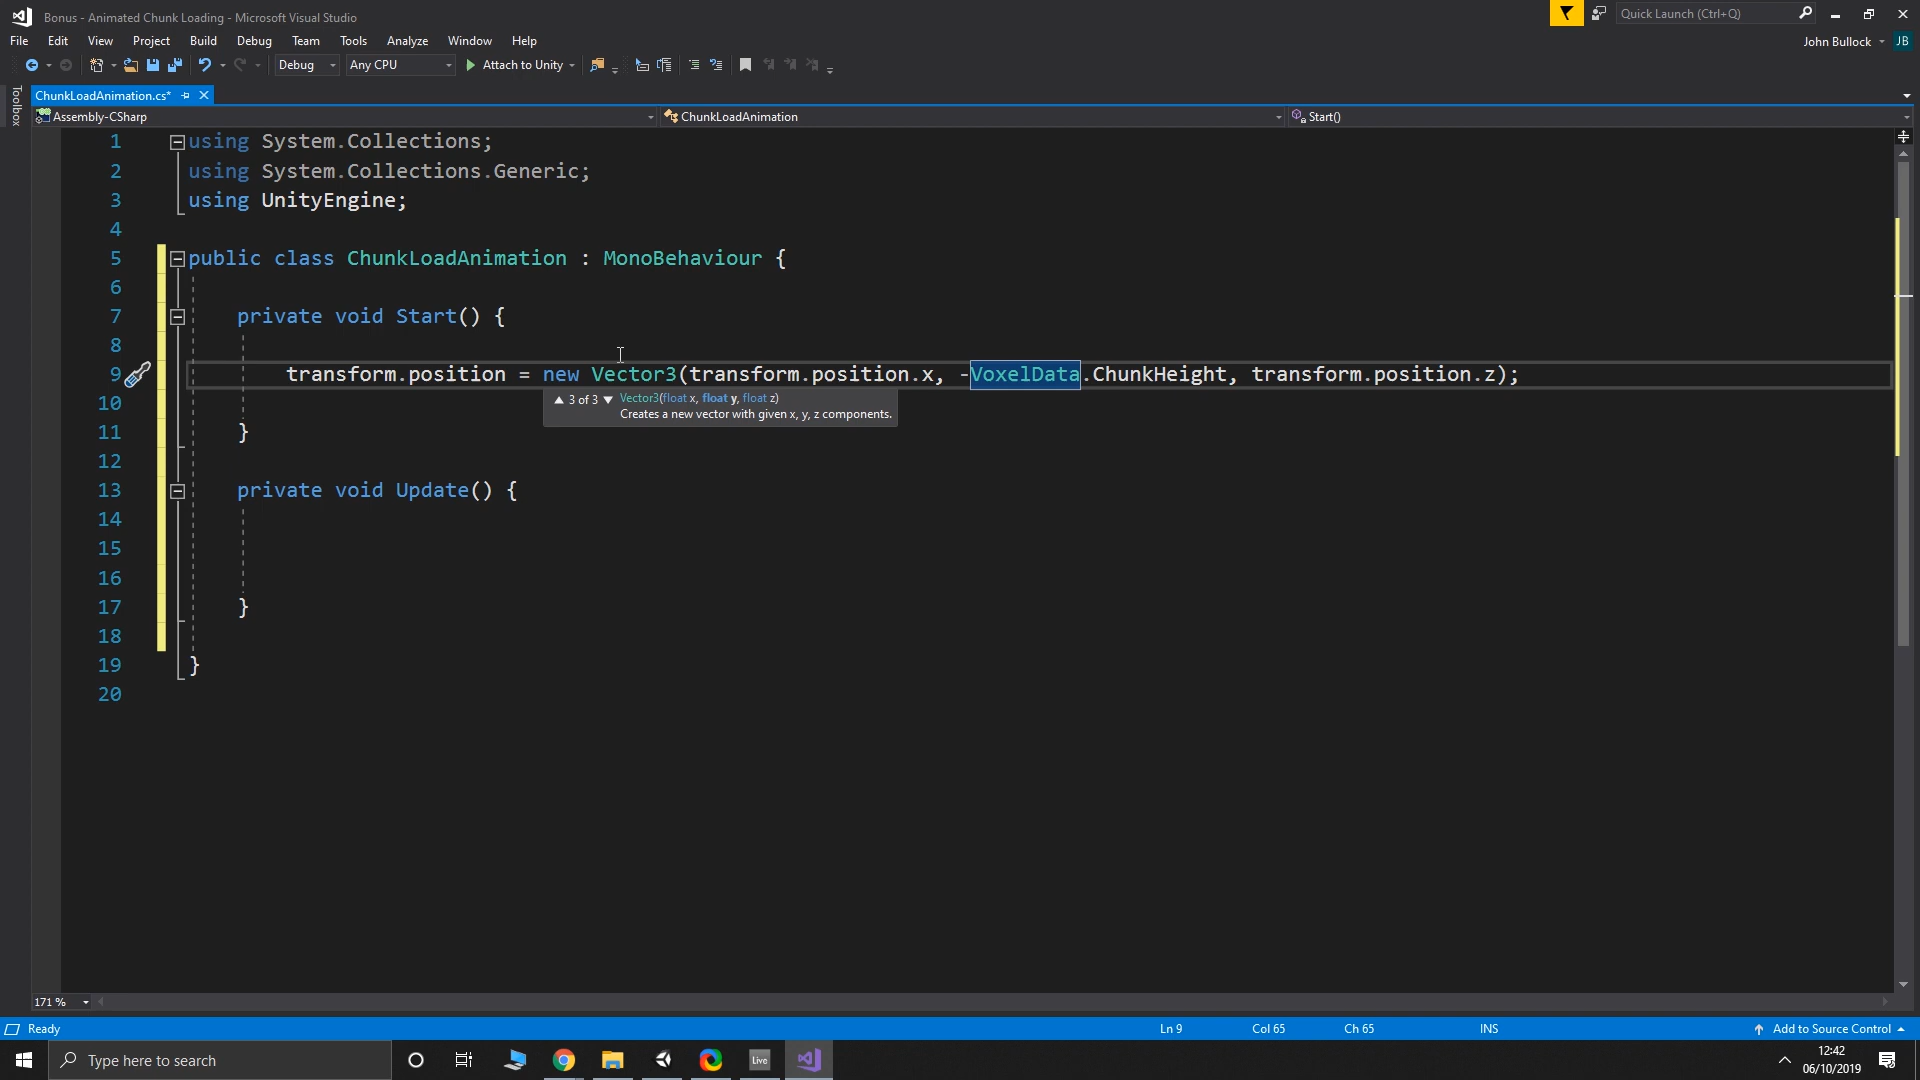 Bonus - Animated Chunk Loading - Microsoft Visual Studio
Quick Launch (Ctrl+Q)
File Edit View Project Build Debug Team Tools Analyze Window Help
John Bullock JB
Debug Any CPU Attach to Unity
Toolbox
ChunkLoadAnimation.cs*
Assembly-CSharp ChunkLoadAnimation Start()
1 using System.Collections;
2 using System.Collections.Generic;
3 using UnityEngine;
4
5 public class ChunkLoadAnimation : MonoBehaviour {
6
7 private void Start() {
8
9 transform.position = new Vector3(transform.position.x, -VoxelData.ChunkHeight, transform.position.z);
10
▲ 3 of 3 ▼ Vector3(float x, float y, float z)
Creates a new vector with given x, y, z components.
11 }
12
13 private void Update() {
14
15
16
17 }
18
19 }
20
171 %
Ready Ln 9 Col 65 Ch 65 INS Add to Source Control
Type here to search
Live
12:42
06/10/2019